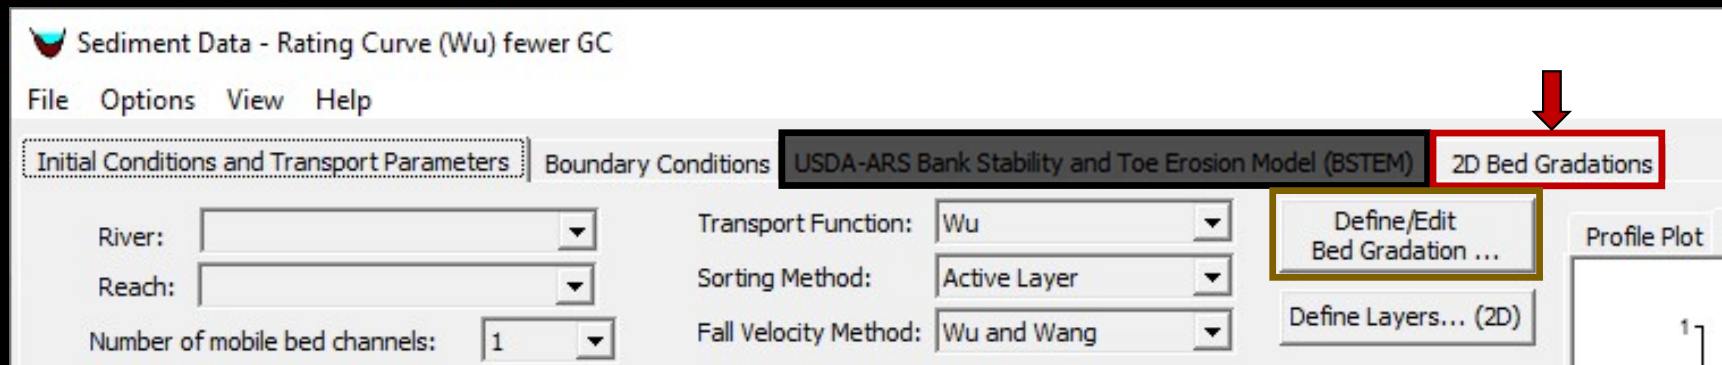 Sediment Data - Rating Curve (Wu) fewer GC
File Options View Help
Initial Conditions and Transport Parameters Boundary Conditions USDA-ARS Bank Stability and Toe Erosion Model (BSTEM) 2D Bed Gradations
River:
Reach:
Number of mobile bed channels: 1
Transport Function: Wu
Sorting Method: Active Layer
Fall Velocity Method: Wu and Wang
Define/Edit
Bed Gradation ...
Define Layers... (2D)
Profile Plot
1